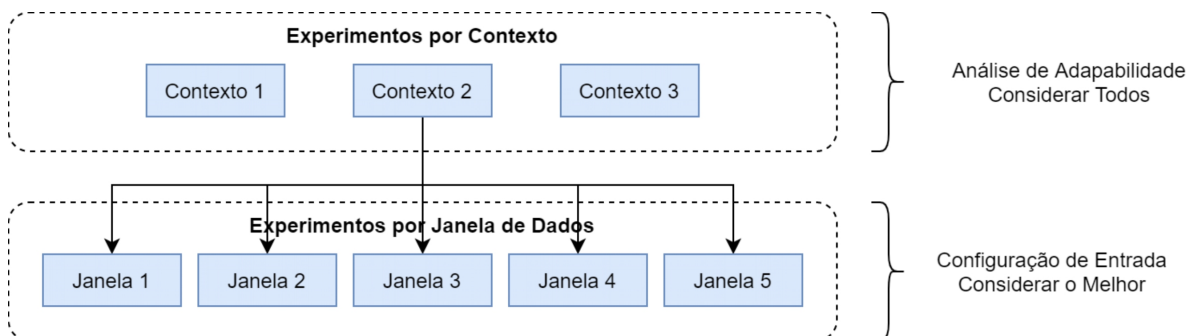 Experimentos por Contexto
Contexto 1
Contexto 2
Contexto 3
Análise de Adapabilidade
Considerar Todos
Experimentos por Janela de Dados
Janela 1
Janela 2
Janela 3
Janela 4
Janela 5
Configuração de Entrada
Considerar o Melhor